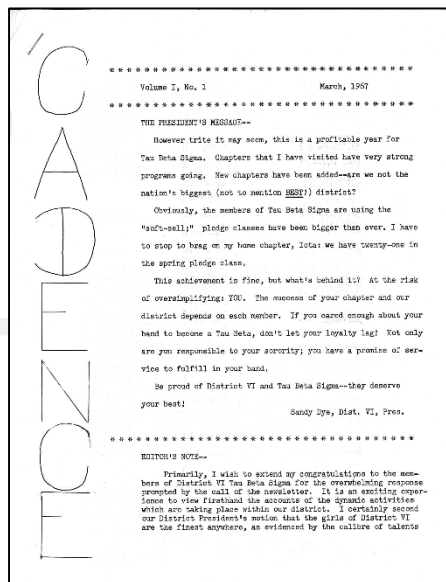 CADENCE
* * * * * * * * * * * * * * * * * * * * * * * * * * * * * * * * * * *
Volume I, No. 1 March, 1967
* * * * * * * * * * * * * * * * * * * * * * * * * * * * * * * * * * *
THE PRESIDENT'S MESSAGE--
However trite it may seem, this is a profitable year for
Tau Beta Sigma. Chapters that I have visited have very strong
programs going. New chapters have been added--are we not the
nation's biggest (not to mention BEST!) district?
Obviously, the members of Tau Beta Sigma are using the
"soft-sell;" pledge classes have been bigger than ever. I have
to stop to brag on my home chapter, Iota: we have twenty-one in
the spring pledge class.
This achievement is fine, but what's behind it? At the risk
of oversimplifying: YOU. The success of your chapter and our
district depends on each member. If you cared enough about your
band to become a Tau Beta, don't let your loyalty lag! Not only
are you responsible to your sorority; you have a promise of ser-
vice to fulfill in your band.
Be proud of District VI and Tau Beta Sigma--they deserve
your best!
Sandy Dye, Dist. VI, Pres.
* * * * * * * * * * * * * * * * * * * * * * * * * * * * * * * * * * *
EDITOR'S NOTE--
Primarily, I wish to extend my congratulations to the mem-
bers of District VI Tau Beta Sigma for the overwhelming response
prompted by the call of the newsletter. It is an exciting exper-
ience to view firsthand the accounts of the dynamic activities
which are taking place within our district. I certainly second
our District President's motion that the girls of District VI
are the finest anywhere, as evidenced by the calibre of talents